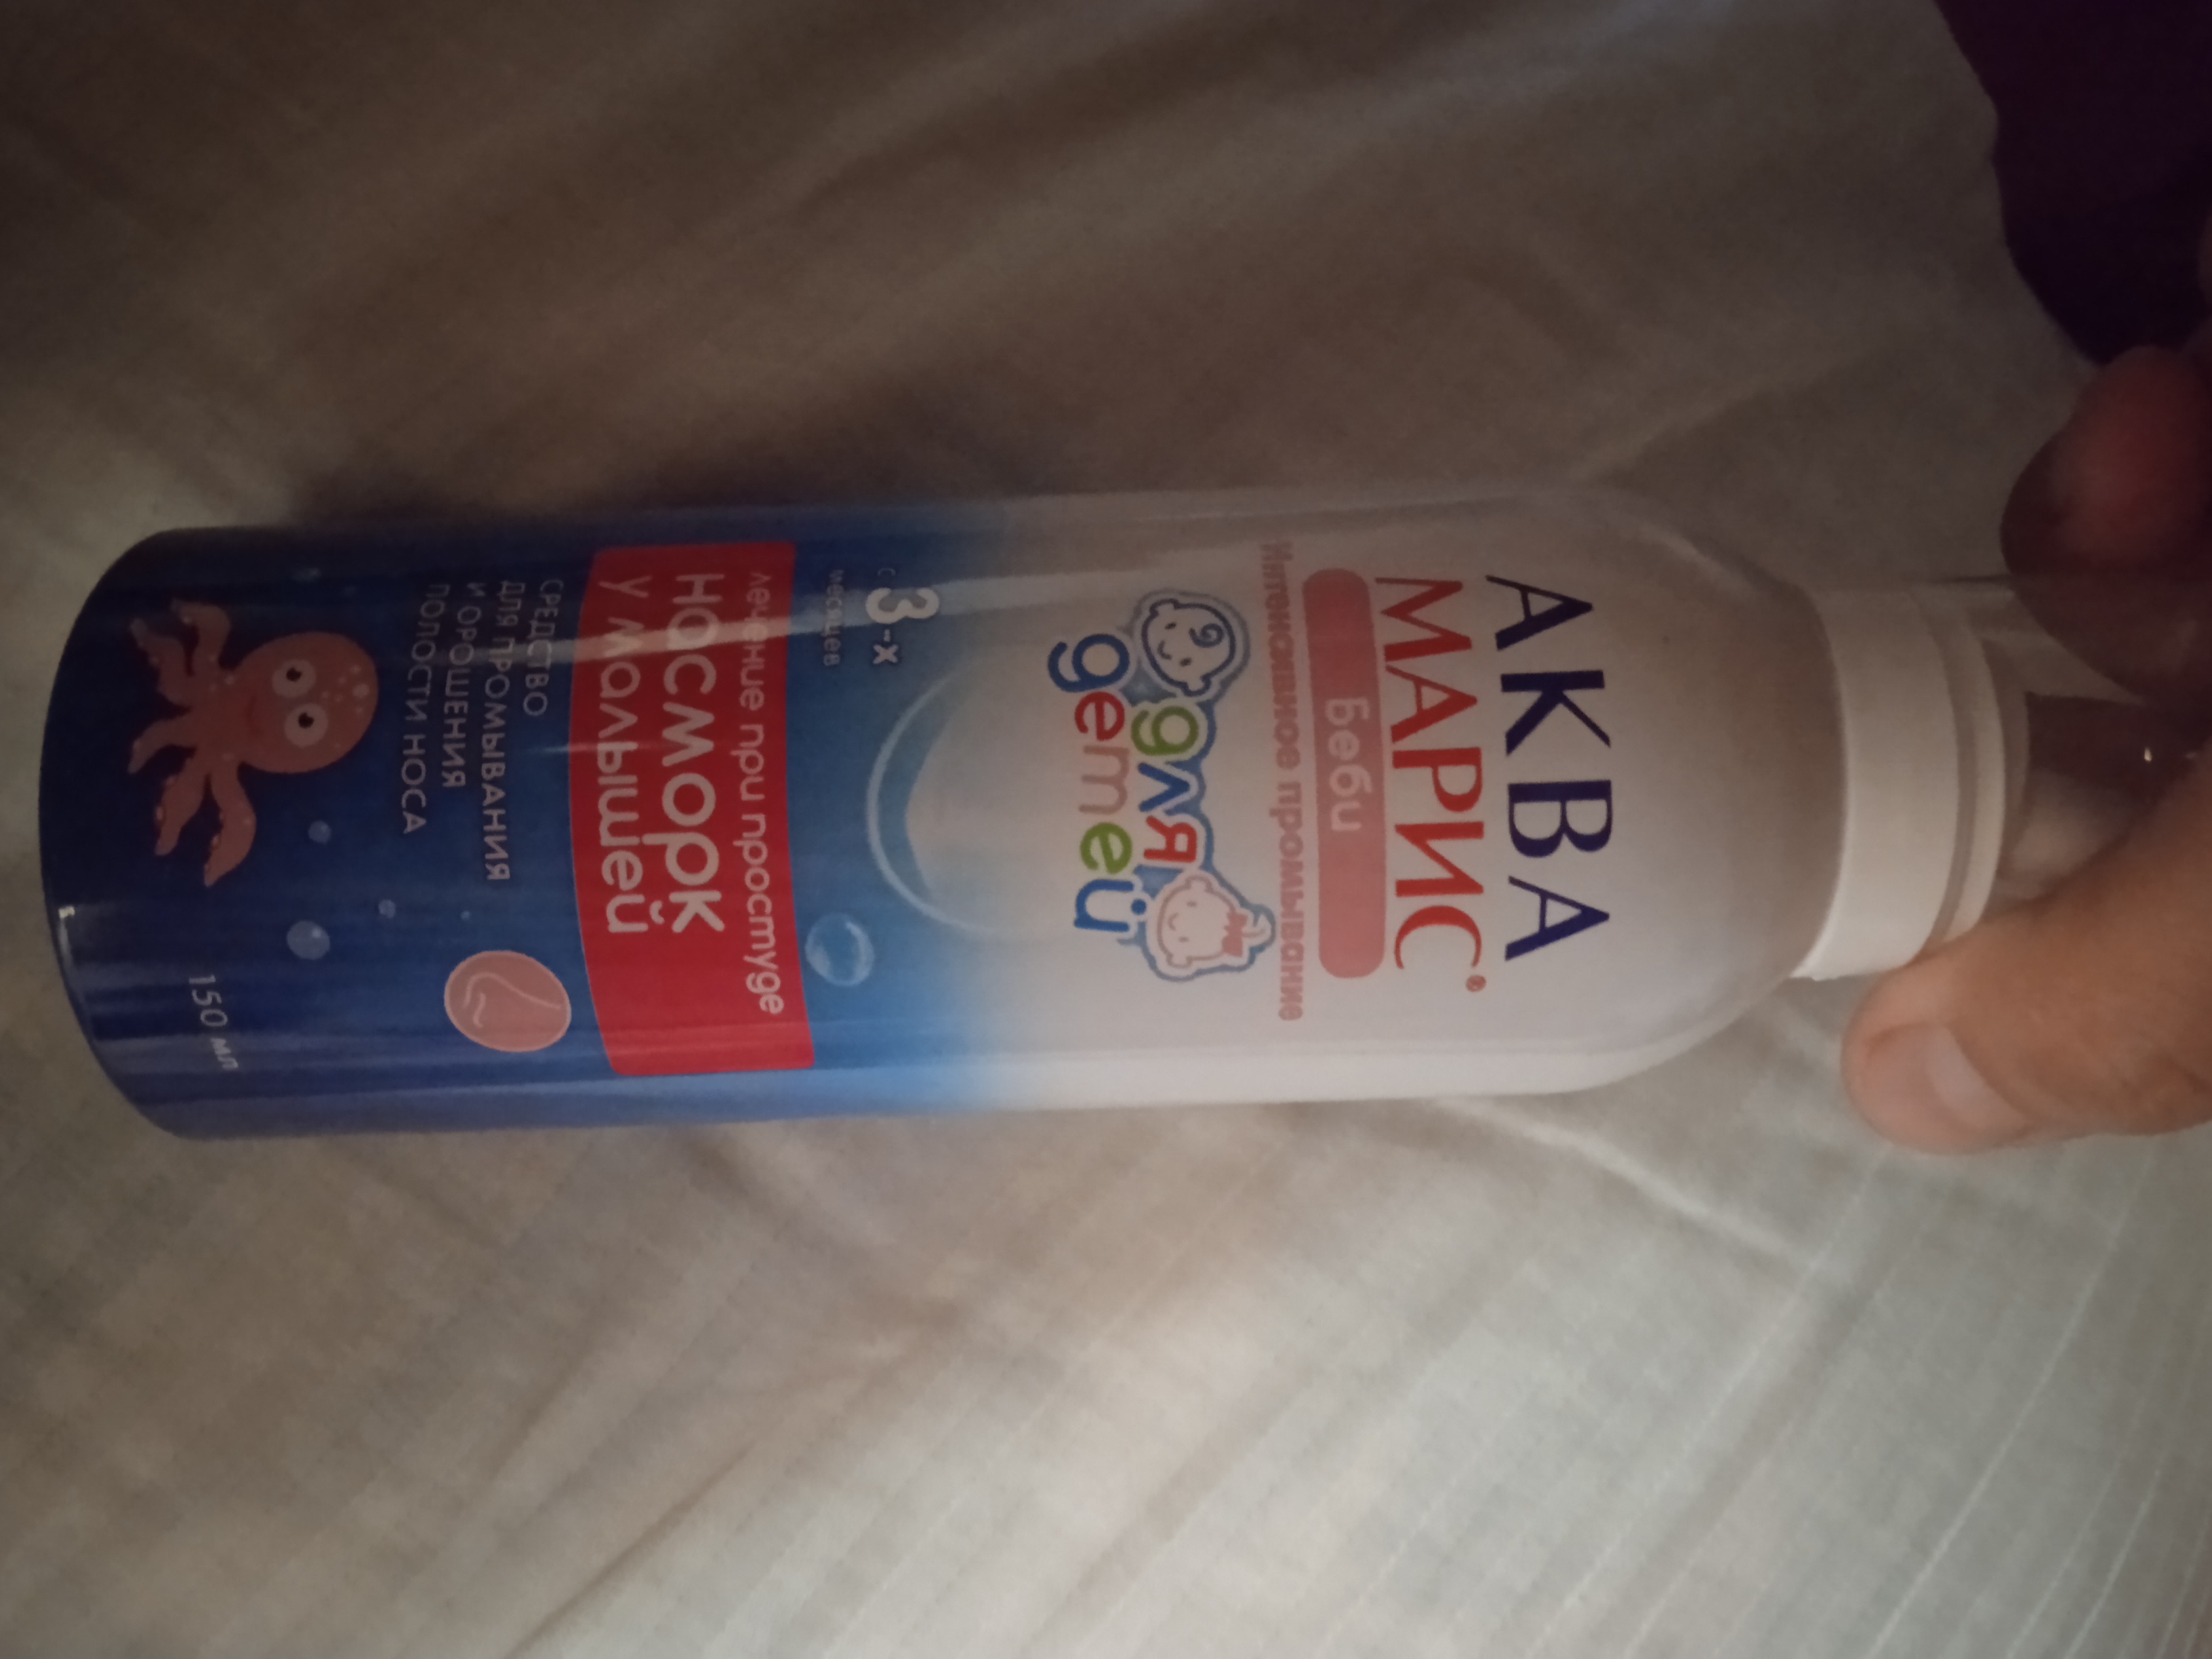 АКВА
МАРИС®
Беби
Интенсивное промывание
для
детей
с 3-х
месяцев
лечение при простуде
насморк
у малышей
СРЕДСТВО
ДЛЯ ПРОМЫВАНИЯ
И ОРОШЕНИЯ
ПОЛОСТИ НОСА
150 мл